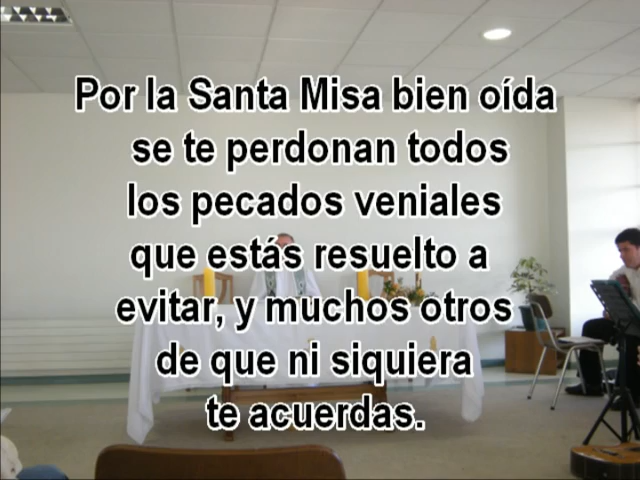 Por la Santa Misa bien oída
se te perdonan todos
los pecados veniales
que estás resuelto a
evitar, y muchos otros
de que ni siquiera
te acuerdas.